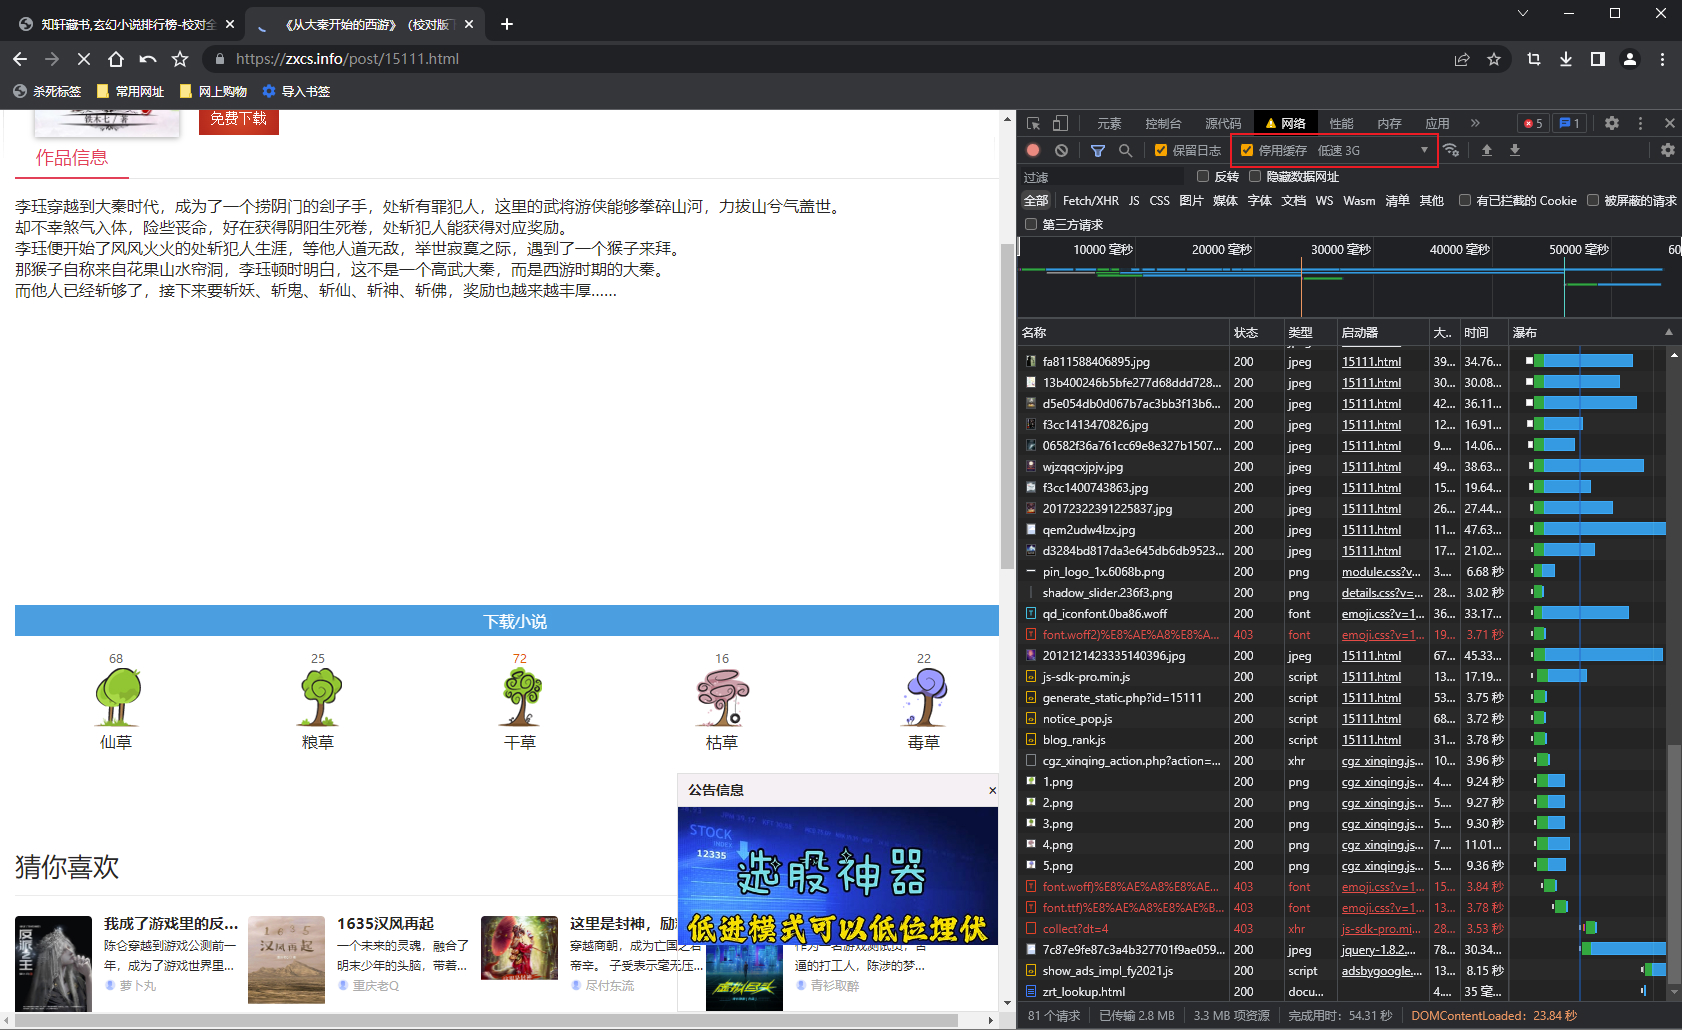 知轩藏书,玄幻小说排行榜-校对全
《从大秦开始的西游》（校对版
https://zxcs.info/post/15111.html
杀死标签
常用网址
网上购物
导入书签
铁木七 / 著
免费下载
作品信息
李珏穿越到大秦时代，成为了一个捞阴门的刽子手，处斩有罪犯人，这里的武将游侠能够拳碎山河，力拔山兮气盖世。
却不幸煞气入体，险些丧命，好在获得阴阳生死卷，处斩犯人能获得对应奖励。
李珏便开始了风风火火的处斩犯人生涯，等他人道无敌，举世寂寞之际，遇到了一个猴子来拜。
那猴子自称来自花果山水帘洞，李珏顿时明白，这不是一个高武大秦，而是西游时期的大秦。
而他人已经斩够了，接下来要斩妖、斩鬼、斩仙、斩神、斩佛，奖励也越来越丰厚……
下载小说
68
25
72
16
22
仙草
粮草
干草
枯草
毒草
公告信息
×
STOCK
INDEX
12335
选股神器
低进模式可以低位埋伏
猜你喜欢
反派王
我成了游戏里的反...
陈仑穿越到游戏公测前一
年，成为了游戏世界里...
萝卜丸
1635
汉风再起
1635汉风再起
一个未来的灵魂，融合了
明末少年的头脑，带着...
重庆老Q
这里是封神，励
穿越商朝，成为亡国之君
帝辛。 子受表示毫无压...
尽付东流
逼的打工人，陈涉的梦...
青衫取醉
元素
控制台
源代码
网络
性能
内存
应用
»
5
1
保留日志
停用缓存
低速 3G
过滤
反转
隐藏数据网址
全部
Fetch/XHR
JS
CSS
图片
媒体
字体
文档
WS
Wasm
清单
其他
有已拦截的 Cookie
被屏蔽的请求
第三方请求
10000 毫秒
20000 毫秒
30000 毫秒
40000 毫秒
50000 毫秒
60
名称
状态
类型
启动器
大..
时间
瀑布
fa811588406895.jpg 200 jpeg 15111.html 39... 34.76...
13b400246b5bfe277d68ddd728... 200 jpeg 15111.html 30... 30.08...
d5e054db0d067b7ac3bb3f13b6... 200 jpeg 15111.html 42... 36.11...
f3cc1413470826.jpg 200 jpeg 15111.html 12... 16.91...
06582f36a761cc69e8e327b1507... 200 jpeg 15111.html 9.... 14.06...
wjzqqcxjpjv.jpg 200 jpeg 15111.html 49... 38.63...
f3cc1400743863.jpg 200 jpeg 15111.html 15... 19.64...
20172322391225837.jpg 200 jpeg 15111.html 26... 27.44...
qem2udw4lzx.jpg 200 jpeg 15111.html 11... 47.63...
d3284bd817da3e645db6db9523... 200 jpeg 15111.html 17... 21.02...
pin_logo_1x.6068b.png 200 png module.css?v... 3.... 6.68 秒
shadow_slider.236f3.png 200 png details.css?v=... 28... 3.02 秒
qd_iconfont.0ba86.woff 200 font emoji.css?v=1... 36... 33.17...
font.woff2)%E8%AE%A8%E8%A... 403 font emoji.css?v=1... 19... 3.71 秒
2012121423335140396.jpg 200 jpeg 15111.html 67... 45.33...
js-sdk-pro.min.js 200 script 15111.html 13... 17.19...
generate_static.php?id=15111 200 script 15111.html 53... 3.75 秒
notice_pop.js 200 script 15111.html 68... 3.72 秒
blog_rank.js 200 script 15111.html 31... 3.78 秒
cgz_xinqing_action.php?action=... 200 xhr cgz_xinqing.js... 10... 3.96 秒
1.png 200 png cgz_xinqing.js... 4.... 9.24 秒
2.png 200 png cgz_xinqing.js... 5.... 9.27 秒
3.png 200 png cgz_xinqing.js... 5.... 9.30 秒
4.png 200 png cgz_xinqing.js... 7.... 11.01...
5.png 200 png cgz_xinqing.js... 5.... 9.36 秒
font.woff)%E8%AE%A8%E8%AE... 403 font emoji.css?v=1... 15... 3.84 秒
font.ttf)%E8%AE%A8%E8%AE%B... 403 font emoji.css?v=1... 13... 3.78 秒
collect?dt=4 403 xhr js-sdk-pro.mi... 28... 3.53 秒
7c87e9fe87c3a4b327701f9ae059... 200 jpeg jquery-1.8.2.... 78... 30.34...
show_ads_impl_fy2021.js 200 script adsbygoogle.... 13... 8.15 秒
zrt_lookup.html 200 docu... 4.... 35 毫...
81 个请求
已传输 2.8 MB
3.3 MB 项资源
完成用时：54.31 秒
DOMContentLoaded：23.84 秒